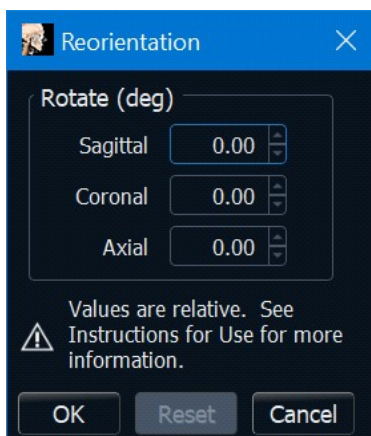 Reorientation
Rotate (deg)
Sagittal 0.00
Coronal 0.00
Axial 0.00
Values are relative.  See
Instructions for Use for more
information.
OK Reset Cancel